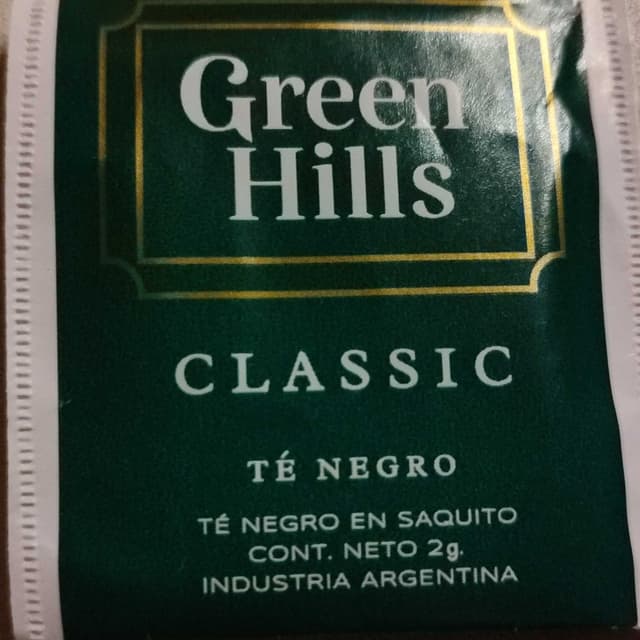 Green
Hills
CLASSIC
TÉ NEGRO
TÉ NEGRO EN SAQUITO
CONT. NETO 2g.
INDUSTRIA ARGENTINA